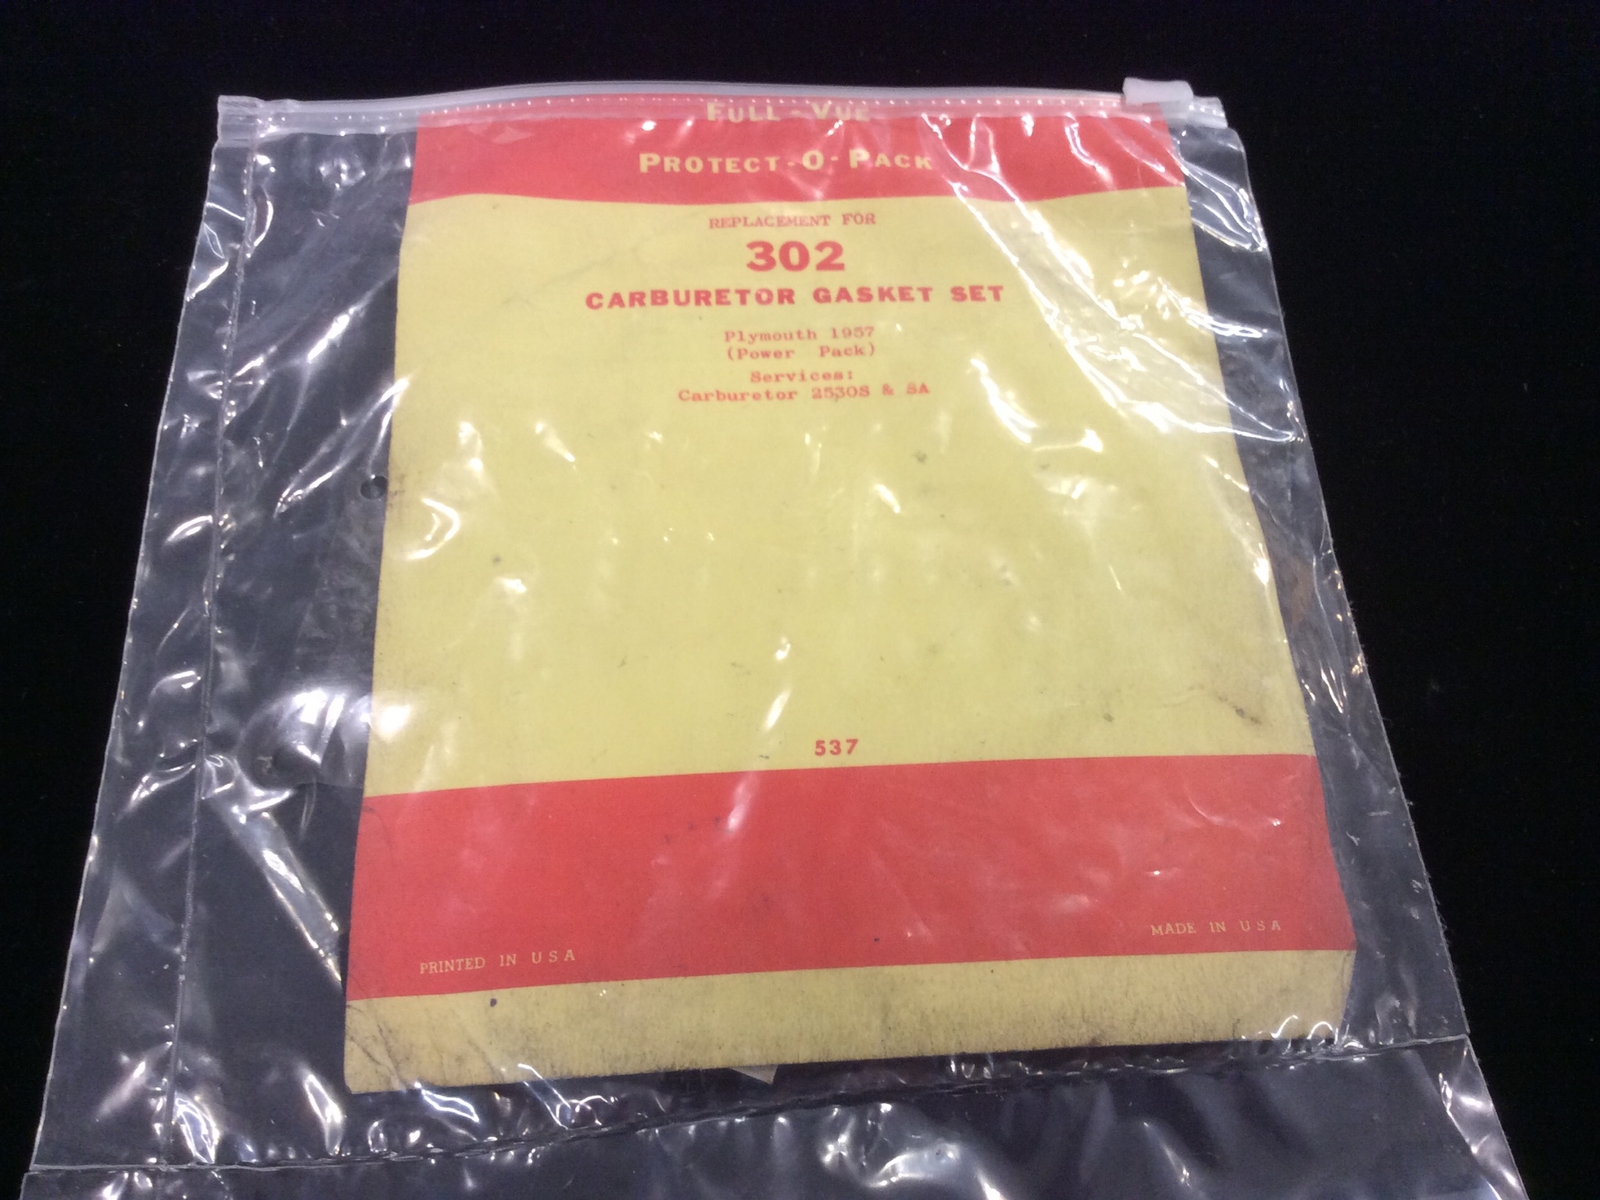 FULL-VUE
PROTECT-O-PACK
REPLACEMENT FOR
302
CARBURETOR GASKET SET
Plymouth 1957
(Power Pack)
Services:
Carburetor 2530S & SA
537
PRINTED IN USA
MADE IN USA